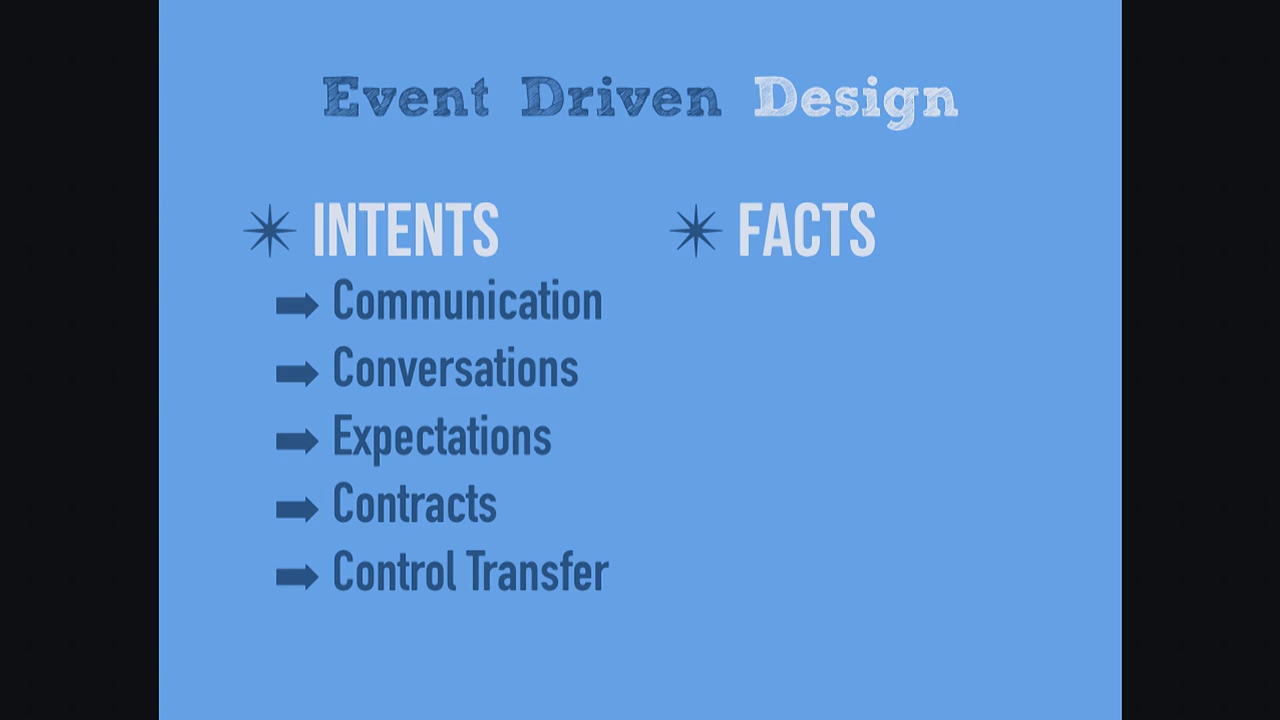 Event Driven Design
INTENTS
Communication
Conversations
Expectations
Contracts
Control Transfer
FACTS